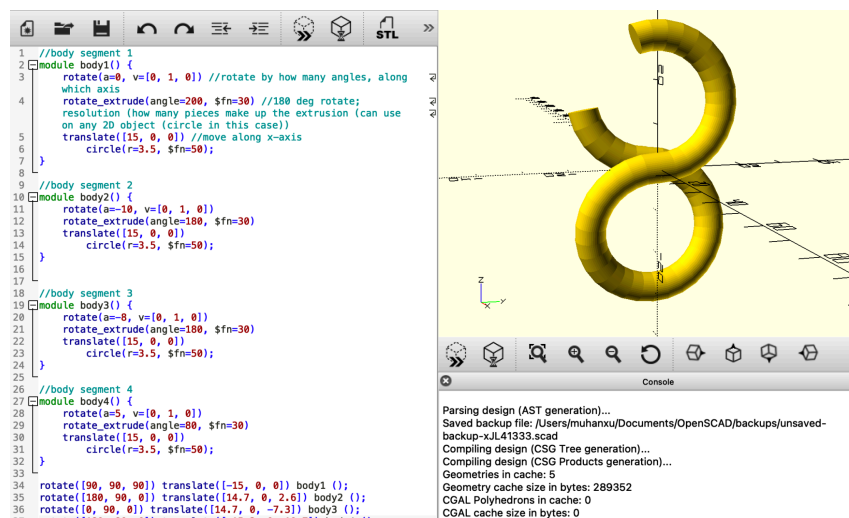 STL
1 //body segment 1
2 module body1() {
3 rotate(a=0, v=[0, 1, 0]) //rotate by how many angles, along
which axis
4 rotate_extrude(angle=200, $fn=30) //180 deg rotate;
resolution (how many pieces make up the extrusion (can use
on any 2D object (circle in this case))
5 translate([15, 0, 0]) //move along x-axis
6 circle(r=3.5, $fn=50);
7 }
8
9 //body segment 2
10 module body2() {
11 rotate(a=-10, v=[0, 1, 0])
12 rotate_extrude(angle=180, $fn=30)
13 translate([15, 0, 0])
14 circle(r=3.5, $fn=50);
15 }
16
17
18 //body segment 3
19 module body3() {
20 rotate(a=-8, v=[0, 1, 0])
21 rotate_extrude(angle=180, $fn=30)
22 translate([15, 0, 0])
23 circle(r=3.5, $fn=50);
24 }
25
26 //body segment 4
27 module body4() {
28 rotate(a=5, v=[0, 1, 0])
29 rotate_extrude(angle=80, $fn=30)
30 translate([15, 0, 0])
31 circle(r=3.5, $fn=50);
32 }
33
34 rotate([90, 90, 90]) translate([-15, 0, 0]) body1 ();
35 rotate([180, 90, 0]) translate([14.7, 0, 2.6]) body2 ();
36 rotate([0, 90, 0]) translate([14.7, 0, -7.3]) body3 ();
z
y
x
Console
Parsing design (AST generation)...
Saved backup file: /Users/muhanxu/Documents/OpenSCAD/backups/unsaved-
backup-xJL41333.scad
Compiling design (CSG Tree generation)...
Compiling design (CSG Products generation)...
Geometries in cache: 5
Geometry cache size in bytes: 289352
CGAL Polyhedrons in cache: 0
CGAL cache size in bytes: 0